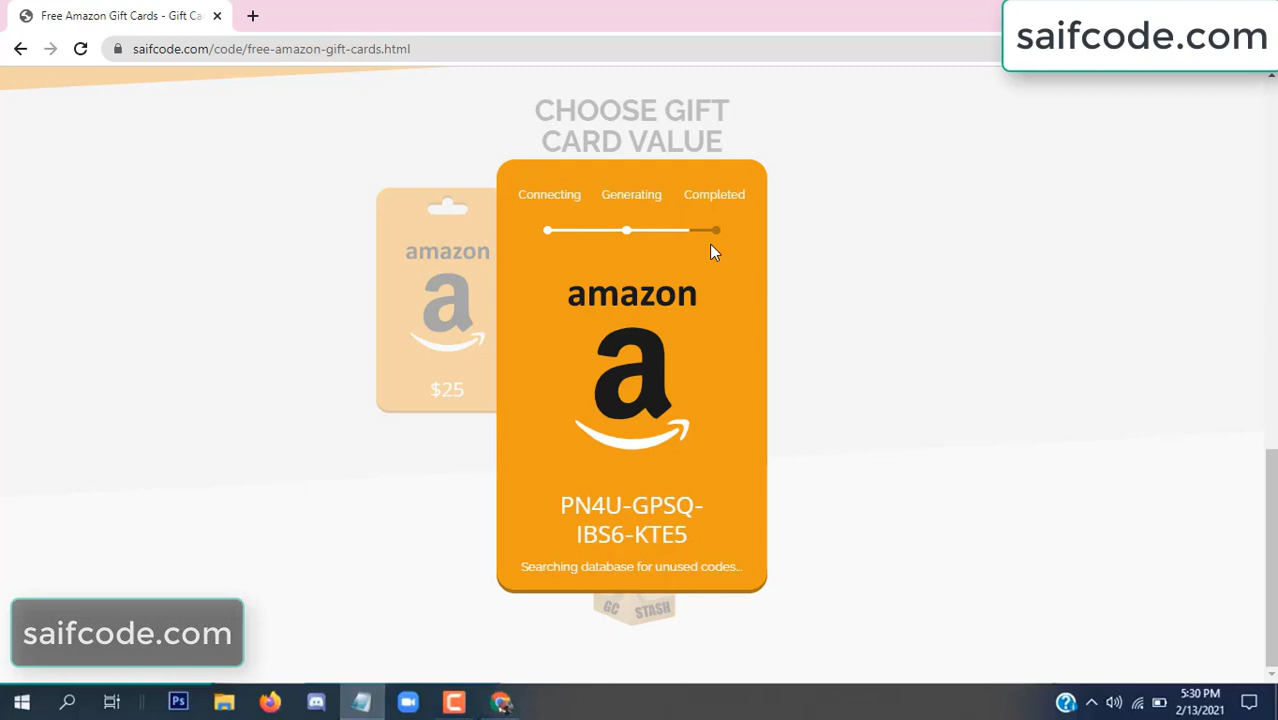 Free Amazon Gift Cards - Gift Ca
saifcode.com/code/free-amazon-gift-cards.html
saifcode.com
CHOOSE GIFT
CARD VALUE
Connecting Generating Completed
amazon
$25
amazon
a
PN4U-GPSQ-
IBS6-KTE5
Searching database for unused codes..
GC STASH
saifcode.com
Ps
5:30 PM
2/13/2021